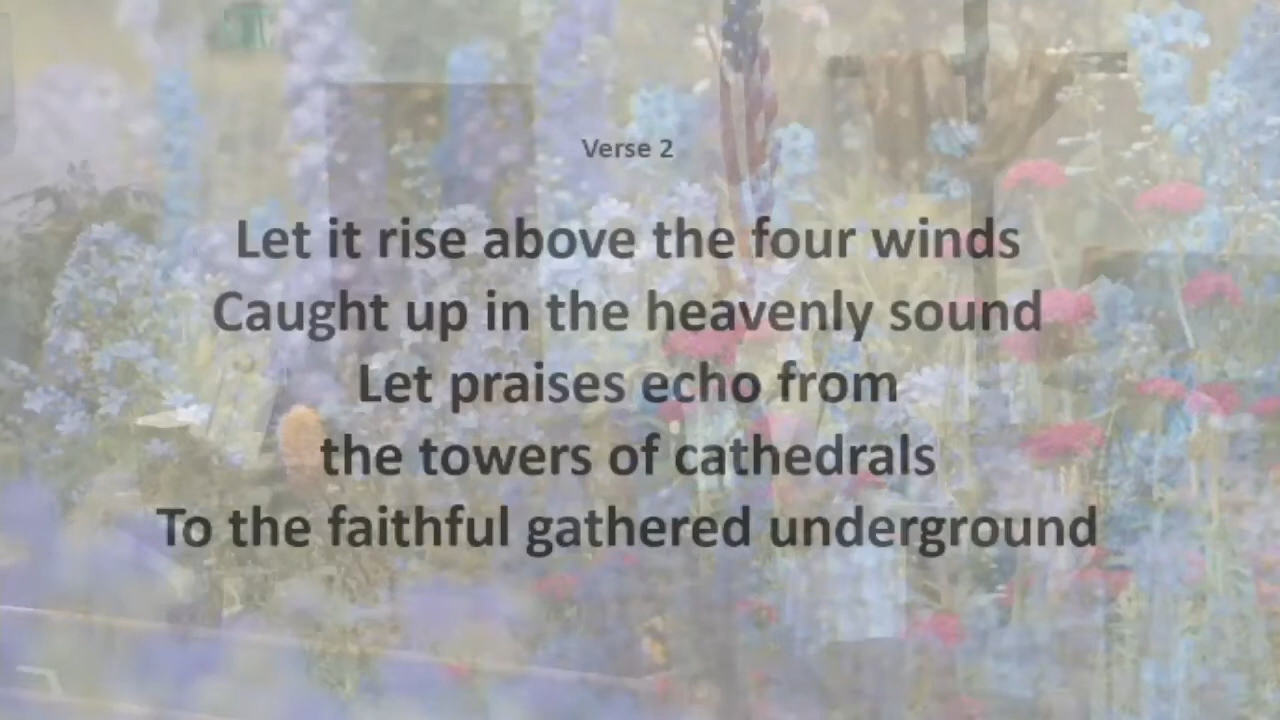 Verse 2
Let it rise above the four winds
Caught up in the heavenly sound
Let praises echo from
the towers of cathedrals
To the faithful gathered underground